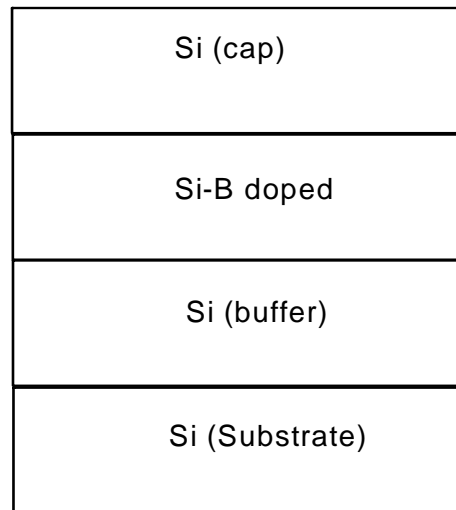 Si (cap)
Si-B doped
Si (buffer)
Si (Substrate)